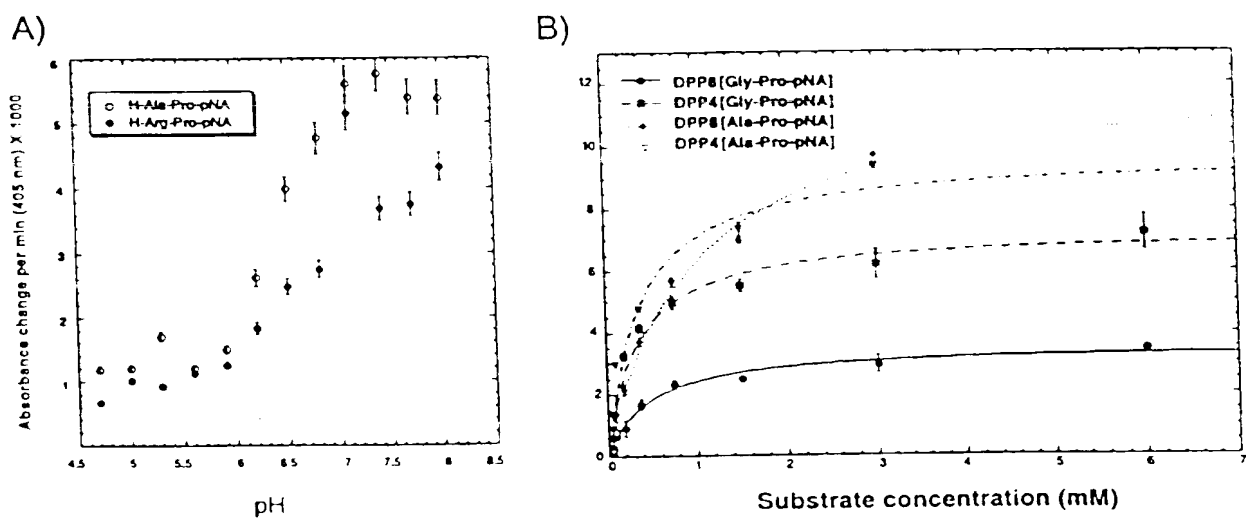 A)
B)
H-Ala-Pro-pNA
H-Arg-Pro-pNA
Absorbance change per min (405 nm) X 1000
6
5
4
3
2
1
4.5
5
5.5
6
6.5
7
7.5
8
8.5
pH
DPP8[Gly-Pro-pNA]
DPP4[Gly-Pro-pNA]
DPP8[Ala-Pro-pNA]
DPP4[Ala-Pro-pNA]
12
10
8
6
4
2
0
0
1
2
3
4
5
6
7
Substrate concentration (mM)